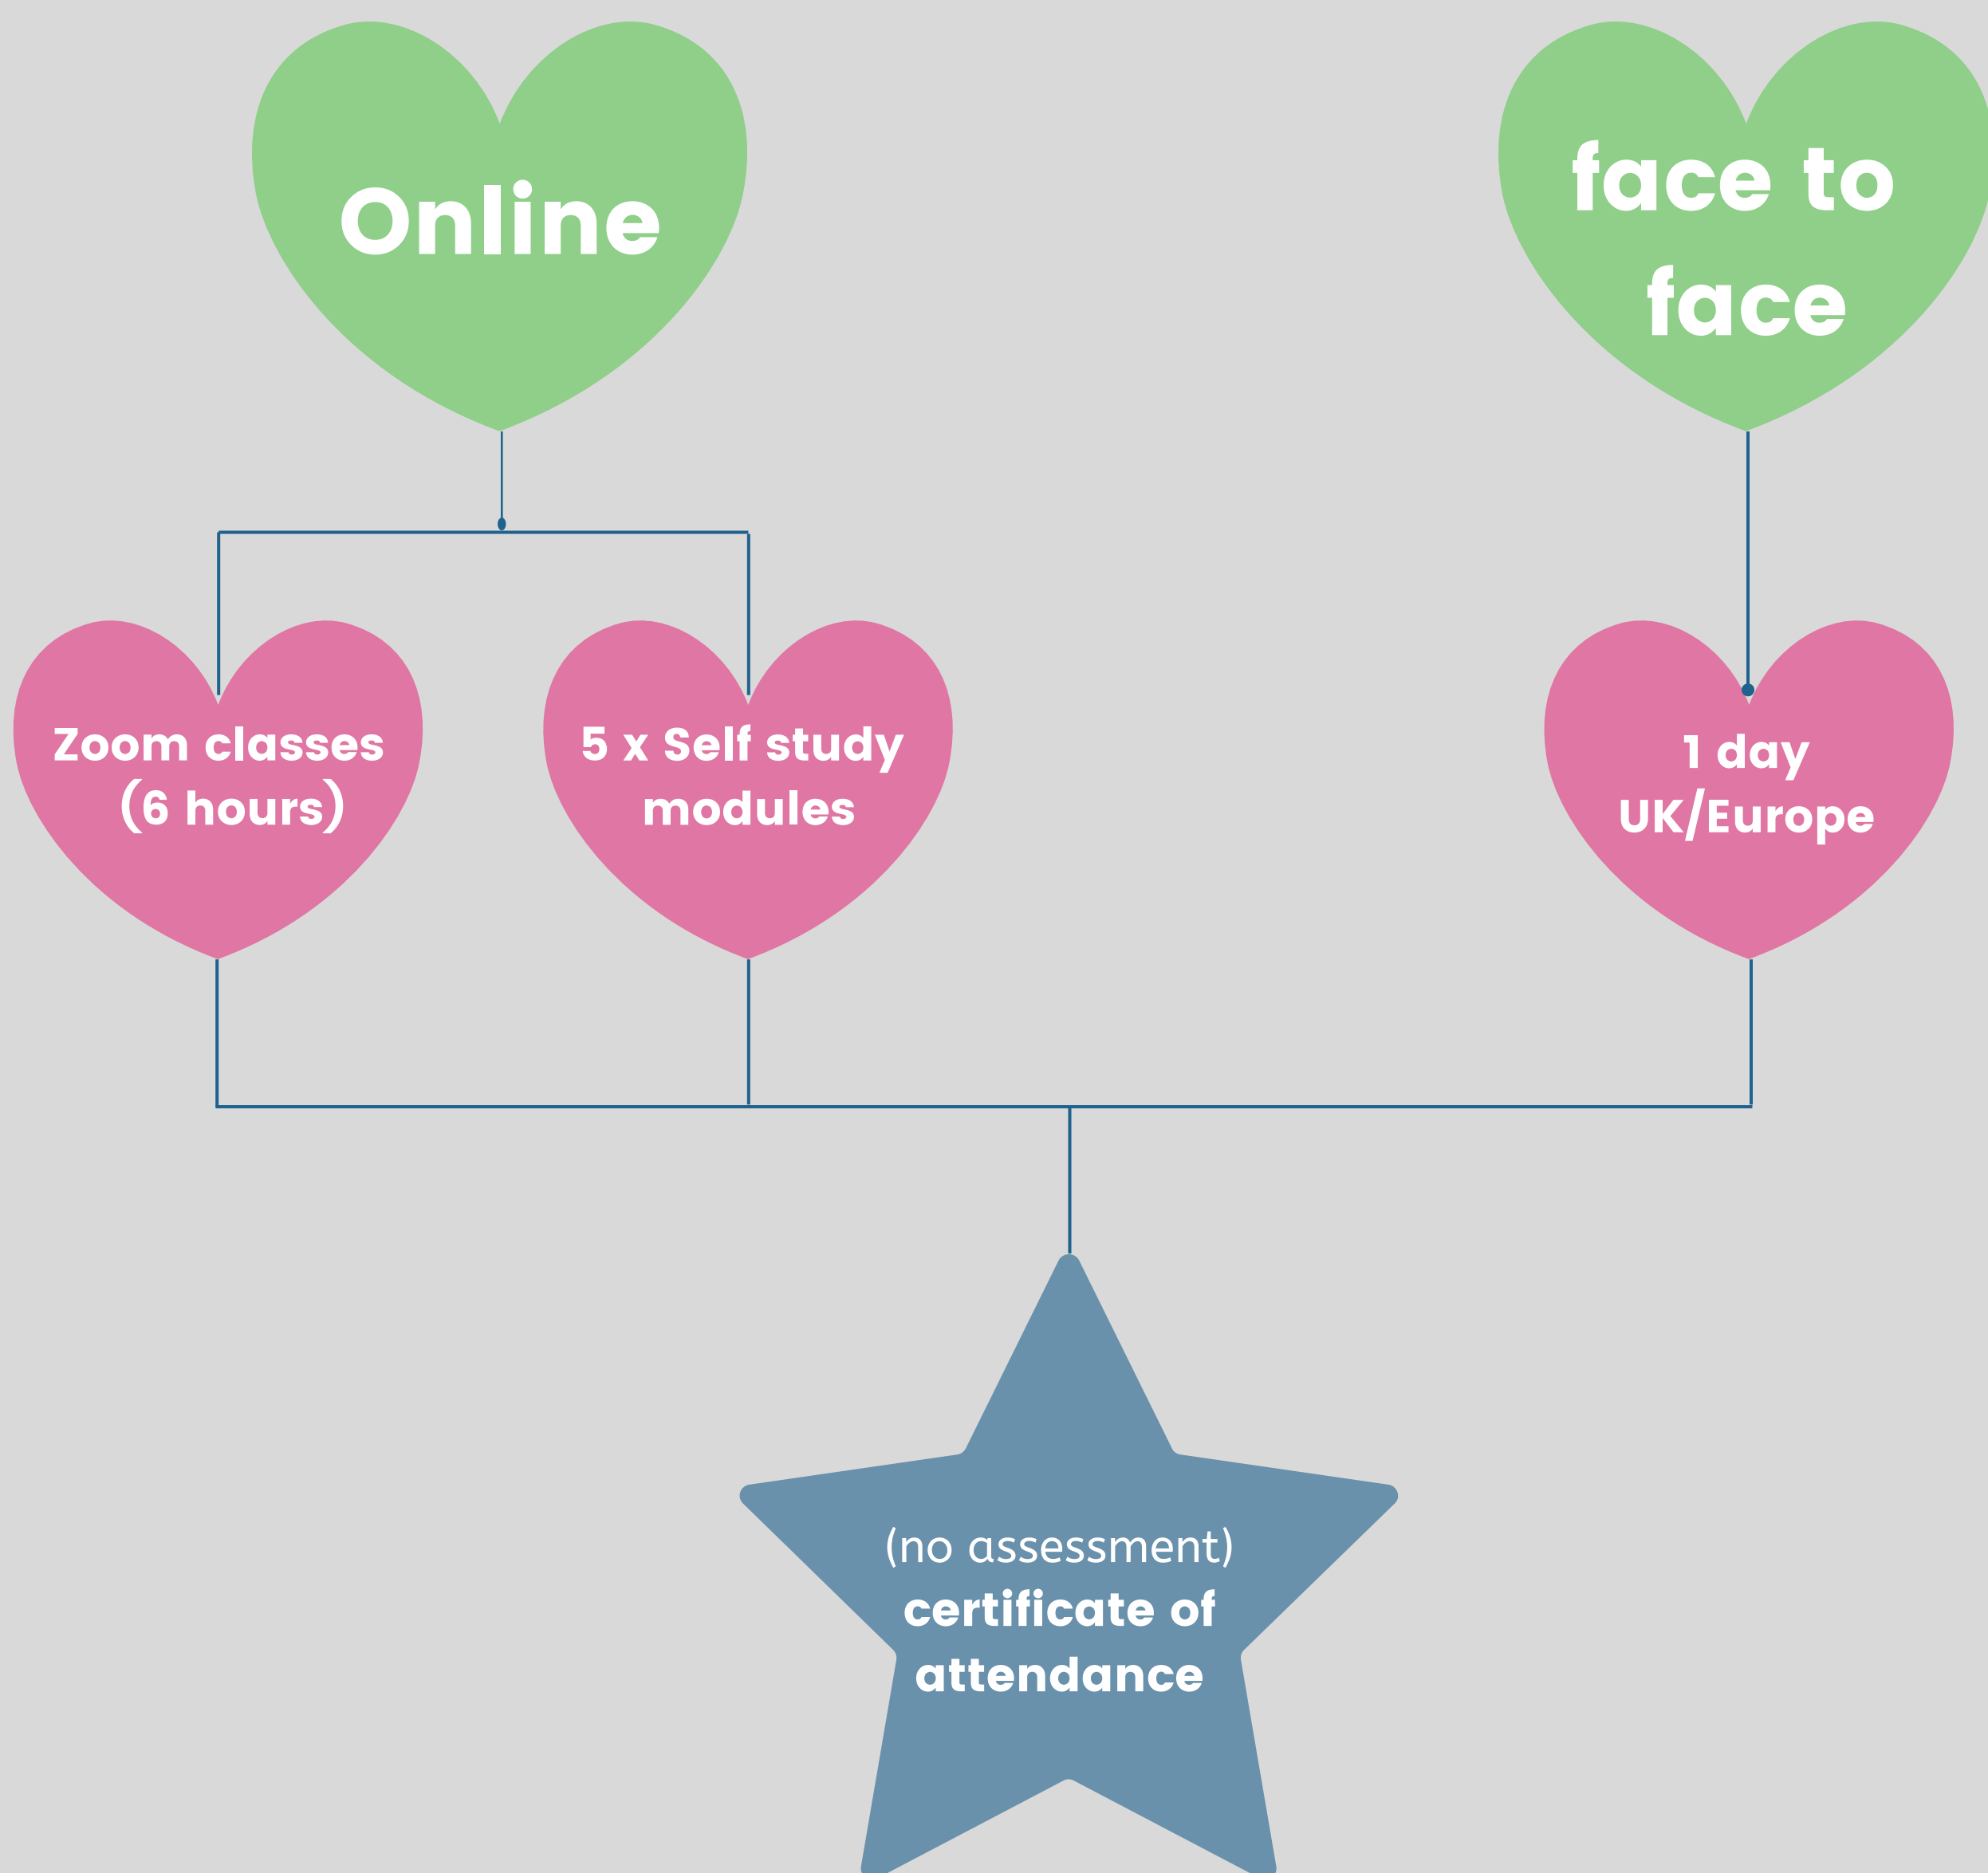 Online
face to
face
Zoom classes
(6 hours)
5 x Self study
modules
1 day
UK/Europe
(no assessment)
certificate of
attendance